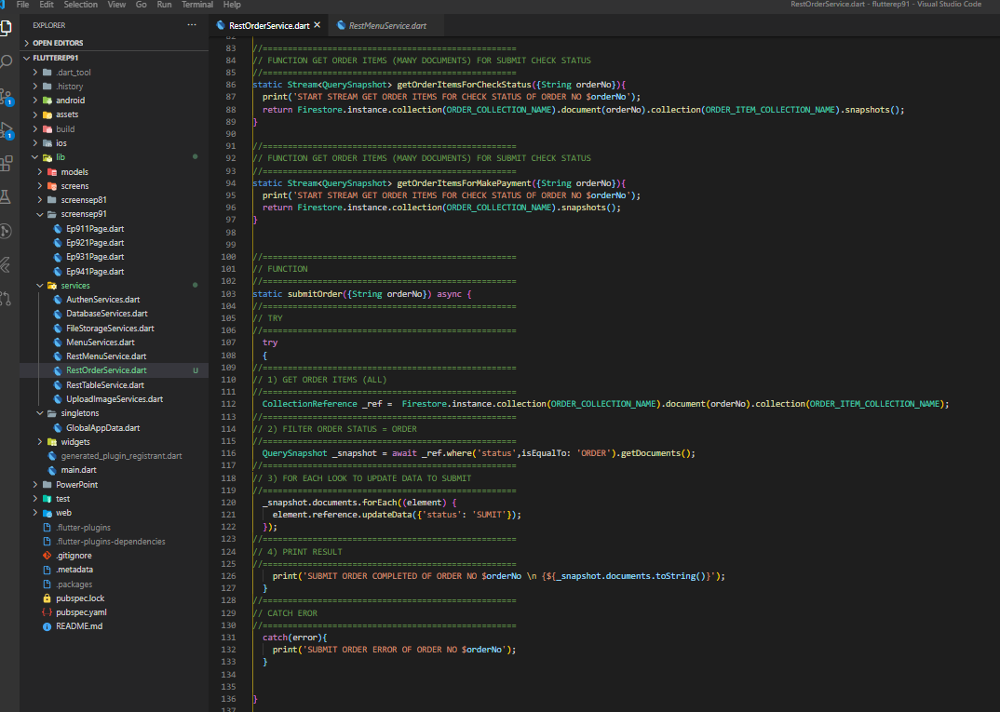 File Edit Selection View Go Run Terminal Help
RestOrderService.dart - flutterep91 - Visual Studio Code
EXPLORER
OPEN EDITORS
FLUTTEREP91
.dart_tool
.history
android
assets
build
ios
lib
models
screens
screensep81
screensep91
Ep911Page.dart
Ep921Page.dart
Ep931Page.dart
Ep941Page.dart
services
AuthenServices.dart
DatabaseServices.dart
FileStorageServices.dart
MenuServices.dart
RestMenuService.dart
RestOrderService.dart U
RestTableService.dart
UploadImageServices.dart
singletons
GlobalAppData.dart
widgets
generated_plugin_registrant.dart
main.dart
PowerPoint
test
web
.flutter-plugins
.flutter-plugins-dependencies
.gitignore
.metadata
.packages
pubspec.lock
pubspec.yaml
README.md
1
1
RestOrderService.dart RestMenuService.dart
82
83 //===================================================
84 // FUNCTION GET ORDER ITEMS (MANY DOCUMENTS) FOR SUBMIT CHECK STATUS
85 //===================================================
86 static Stream<QuerySnapshot> getOrderItemsForCheckStatus({String orderNo}){
87 print('START STREAM GET ORDER ITEMS FOR CHECK STATUS OF ORDER NO $orderNo');
88 return Firestore.instance.collection(ORDER_COLLECTION_NAME).document(orderNo).collection(ORDER_ITEM_COLLECTION_NAME).snapshots();
89 }
90
91 //===================================================
92 // FUNCTION GET ORDER ITEMS (MANY DOCUMENTS) FOR SUBMIT CHECK STATUS
93 //===================================================
94 static Stream<QuerySnapshot> getOrderItemsForMakePayment({String orderNo}){
95 print('START STREAM GET ORDER ITEMS FOR CHECK STATUS OF ORDER NO $orderNo');
96 return Firestore.instance.collection(ORDER_COLLECTION_NAME).snapshots();
97 }
98
99
100 //===================================================
101 // FUNCTION
102 //===================================================
103 static submitOrder({String orderNo}) async {
104 //===================================================
105 // TRY
106 //===================================================
107 try
108 {
109 //===================================================
110 // 1) GET ORDER ITEMS (ALL)
111 //===================================================
112 CollectionReference _ref = Firestore.instance.collection(ORDER_COLLECTION_NAME).document(orderNo).collection(ORDER_ITEM_COLLECTION_NAME);
113 //===================================================
114 // 2) FILTER ORDER STATUS = ORDER
115 //===================================================
116 QuerySnapshot _snapshot = await _ref.where('status',isEqualTo: 'ORDER').getDocuments();
117 //===================================================
118 // 3) FOR EACH LOOK TO UPDATE DATA TO SUBMIT
119 //===================================================
120 _snapshot.documents.forEach((element) {
121 element.reference.updateData({'status': 'SUMIT'});
122 });
123 //===================================================
124 // 4) PRINT RESULT
125 //===================================================
126 print('SUBMIT ORDER COMPLETED OF ORDER NO $orderNo \n {${_snapshot.documents.toString()}');
127 }
128 //===================================================
129 // CATCH EROR
130 //===================================================
131 catch(error){
132 print('SUBMIT ORDER ERROR OF ORDER NO $orderNo');
133 }
134
135
136 }
137